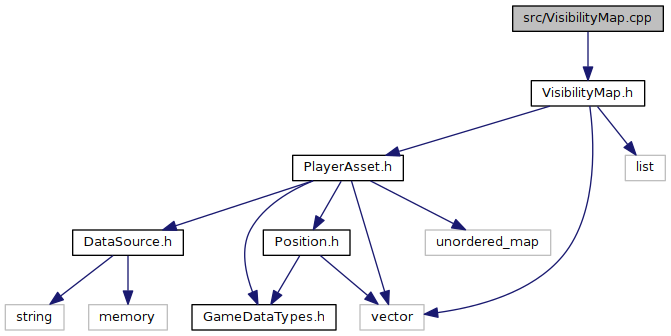 src/VisibilityMap.cpp
VisibilityMap.h
PlayerAsset.h
list
DataSource.h
Position.h
unordered_map
string
memory
GameDataTypes.h
vector